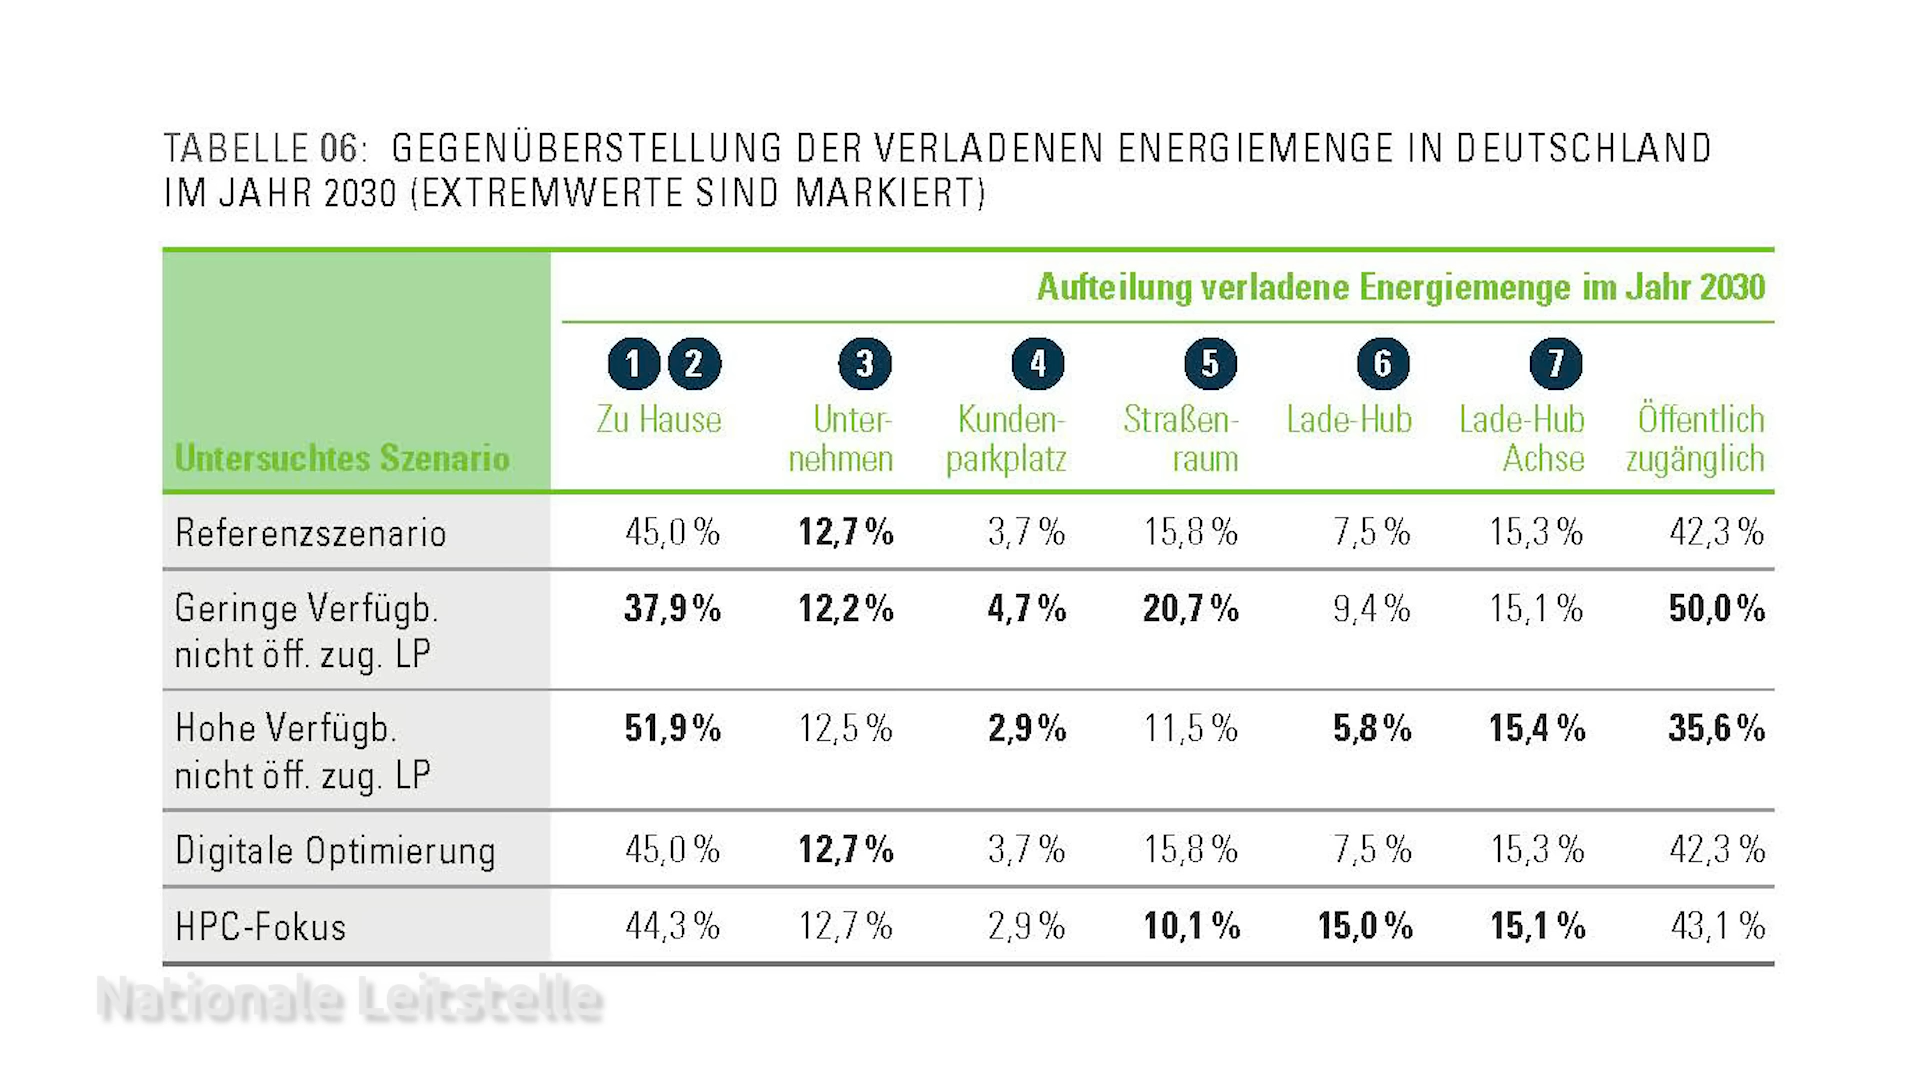 TABELLE 06: GEGENÜBERSTELLUNG DER VERLADENEN ENERGIEMENGE IN DEUTSCHLAND
IM JAHR 2030 (EXTREMWERTE SIND MARKIERT)
Aufteilung verladene Energiemenge im Jahr 2030
1 2 3 4 5 6 7
Zu Hause Unter- Kunden- Straßen- Lade-Hub Lade-Hub Öffentlich
Untersuchtes Szenario nehmen parkplatz raum Achse zugänglich
Referenzszenario 45,0 % 12,7 % 3,7 % 15,8 % 7,5 % 15,3 % 42,3 %
Geringe Verfügb. 37,9 % 12,2 % 4,7 % 20,7 % 9,4 % 15,1 % 50,0 %
nicht öff. zug. LP
Hohe Verfügb. 51,9 % 12,5 % 2,9 % 11,5 % 5,8 % 15,4 % 35,6 %
nicht öff. zug. LP
Digitale Optimierung 45,0 % 12,7 % 3,7 % 15,8 % 7,5 % 15,3 % 42,3 %
HPC-Fokus 44,3 % 12,7 % 2,9 % 10,1 % 15,0 % 15,1 % 43,1 %
Nationale Leitstelle